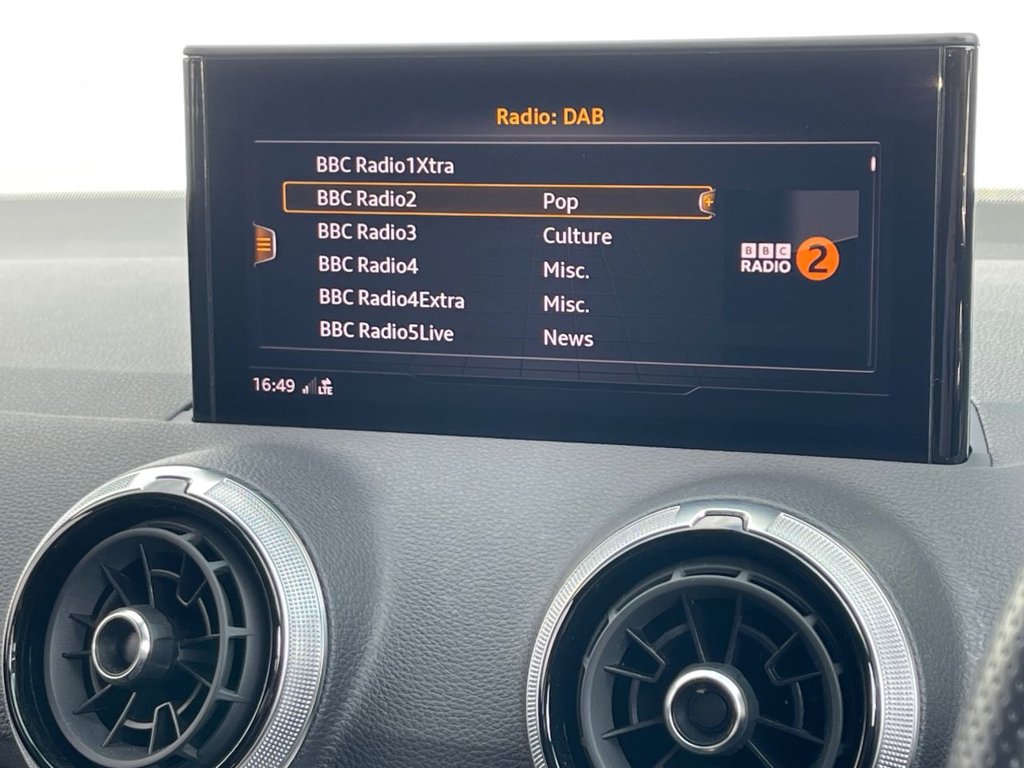 Radio: DAB
BBC Radio1Xtra
BBC Radio2 Pop
BBC Radio3 Culture
BBC Radio4 Misc.
BBC Radio4Extra Misc.
BBC Radio5Live News
BBC
RADIO 2
16:49 LTE